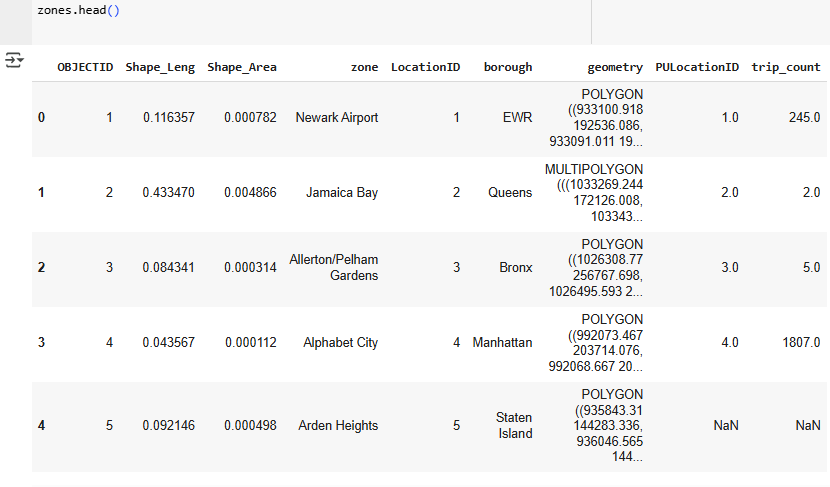 zones.head()
OBJECTID Shape_Leng Shape_Area zone LocationID borough geometry PULocationID trip_count
0 1 0.116357 0.000782 Newark Airport 1 EWR POLYGON ((933100.918 192536.086, 933091.011 19... 1.0 245.0
1 2 0.433470 0.004866 Jamaica Bay 2 Queens MULTIPOLYGON (((1033269.244 172126.008, 103343... 2.0 2.0
2 3 0.084341 0.000314 Allerton/Pelham Gardens 3 Bronx POLYGON ((1026308.77 256767.698, 1026495.593 2... 3.0 5.0
3 4 0.043567 0.000112 Alphabet City 4 Manhattan POLYGON ((992073.467 203714.076, 992068.667 20... 4.0 1807.0
4 5 0.092146 0.000498 Arden Heights 5 Staten Island POLYGON ((935843.31 144283.336, 936046.565 144... NaN NaN